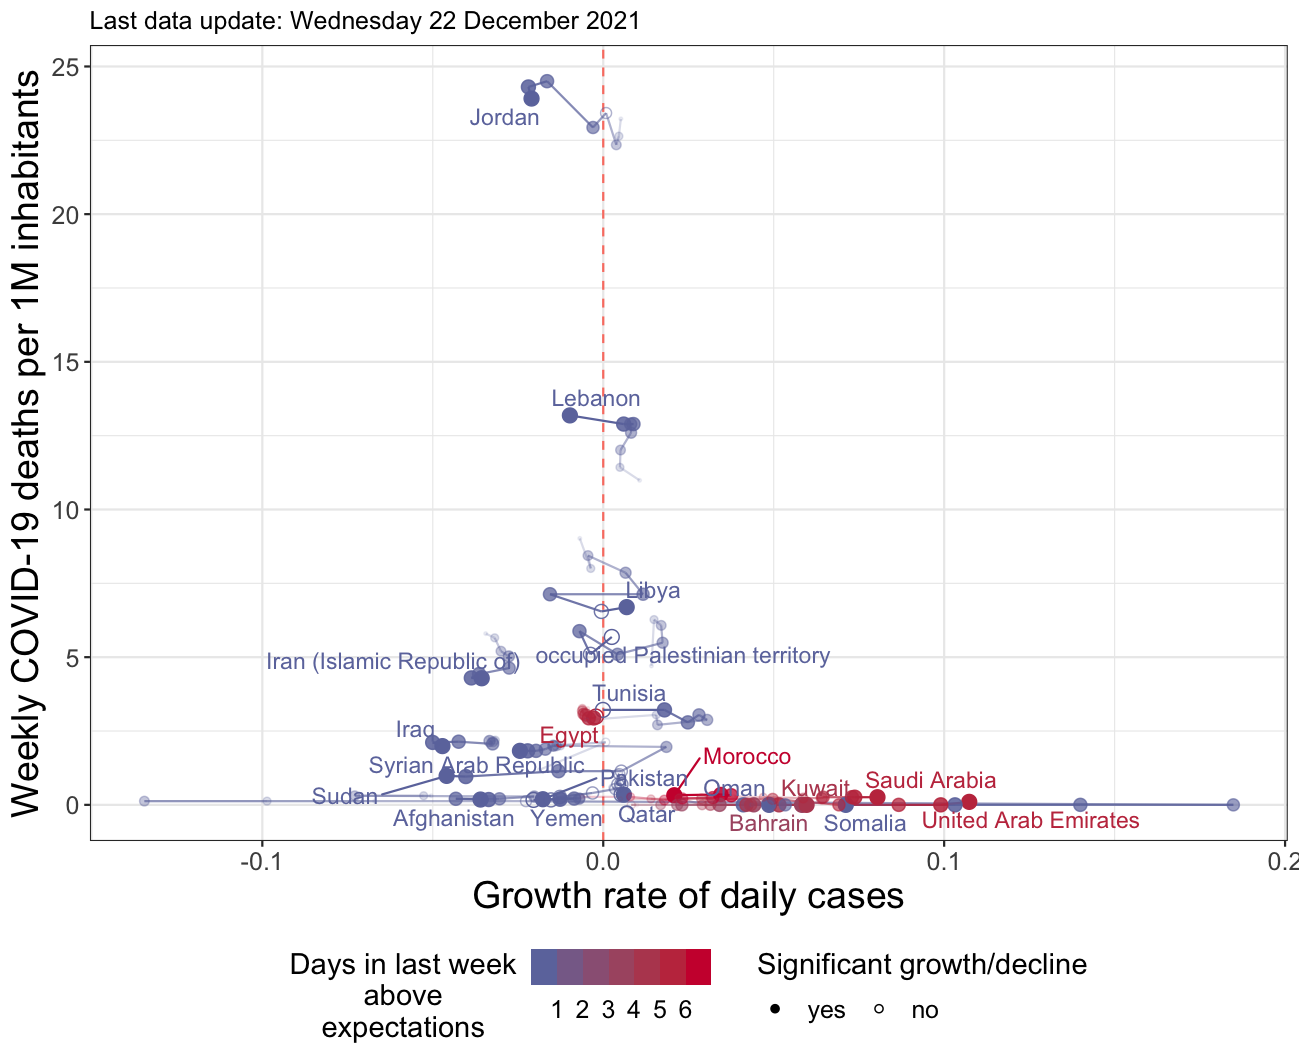 Last data update: Wednesday 22 December 2021
Weekly COVID-19 deaths per 1M inhabitants
25
20
15
10
5
0
Jordan
Lebanon
Libya
Iran (Islamic Republic of)
occupied Palestinian territory
Tunisia
Iraq
Egypt
Morocco
Syrian Arab Republic
Pakistan
Oman
Kuwait
Saudi Arabia
Sudan
Afghanistan
Yemen
Qatar
Bahrain
Somalia
United Arab Emirates
-0.1
0.0
0.1
0.2
Growth rate of daily cases
Days in last week
above
expectations
1 2 3 4 5 6
Significant growth/decline
yes
no